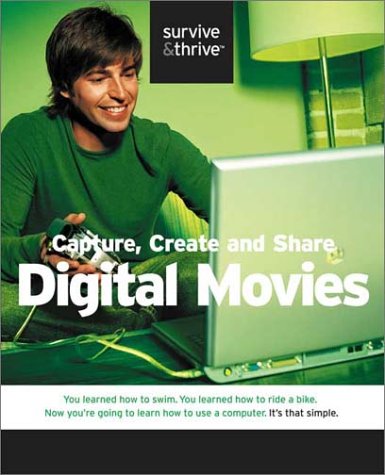 survive
&thrive™
Capture, Create and Share
Digital Movies
You learned how to swim. You learned how to ride a bike.
Now you're going to learn how to use a computer. It's that simple.